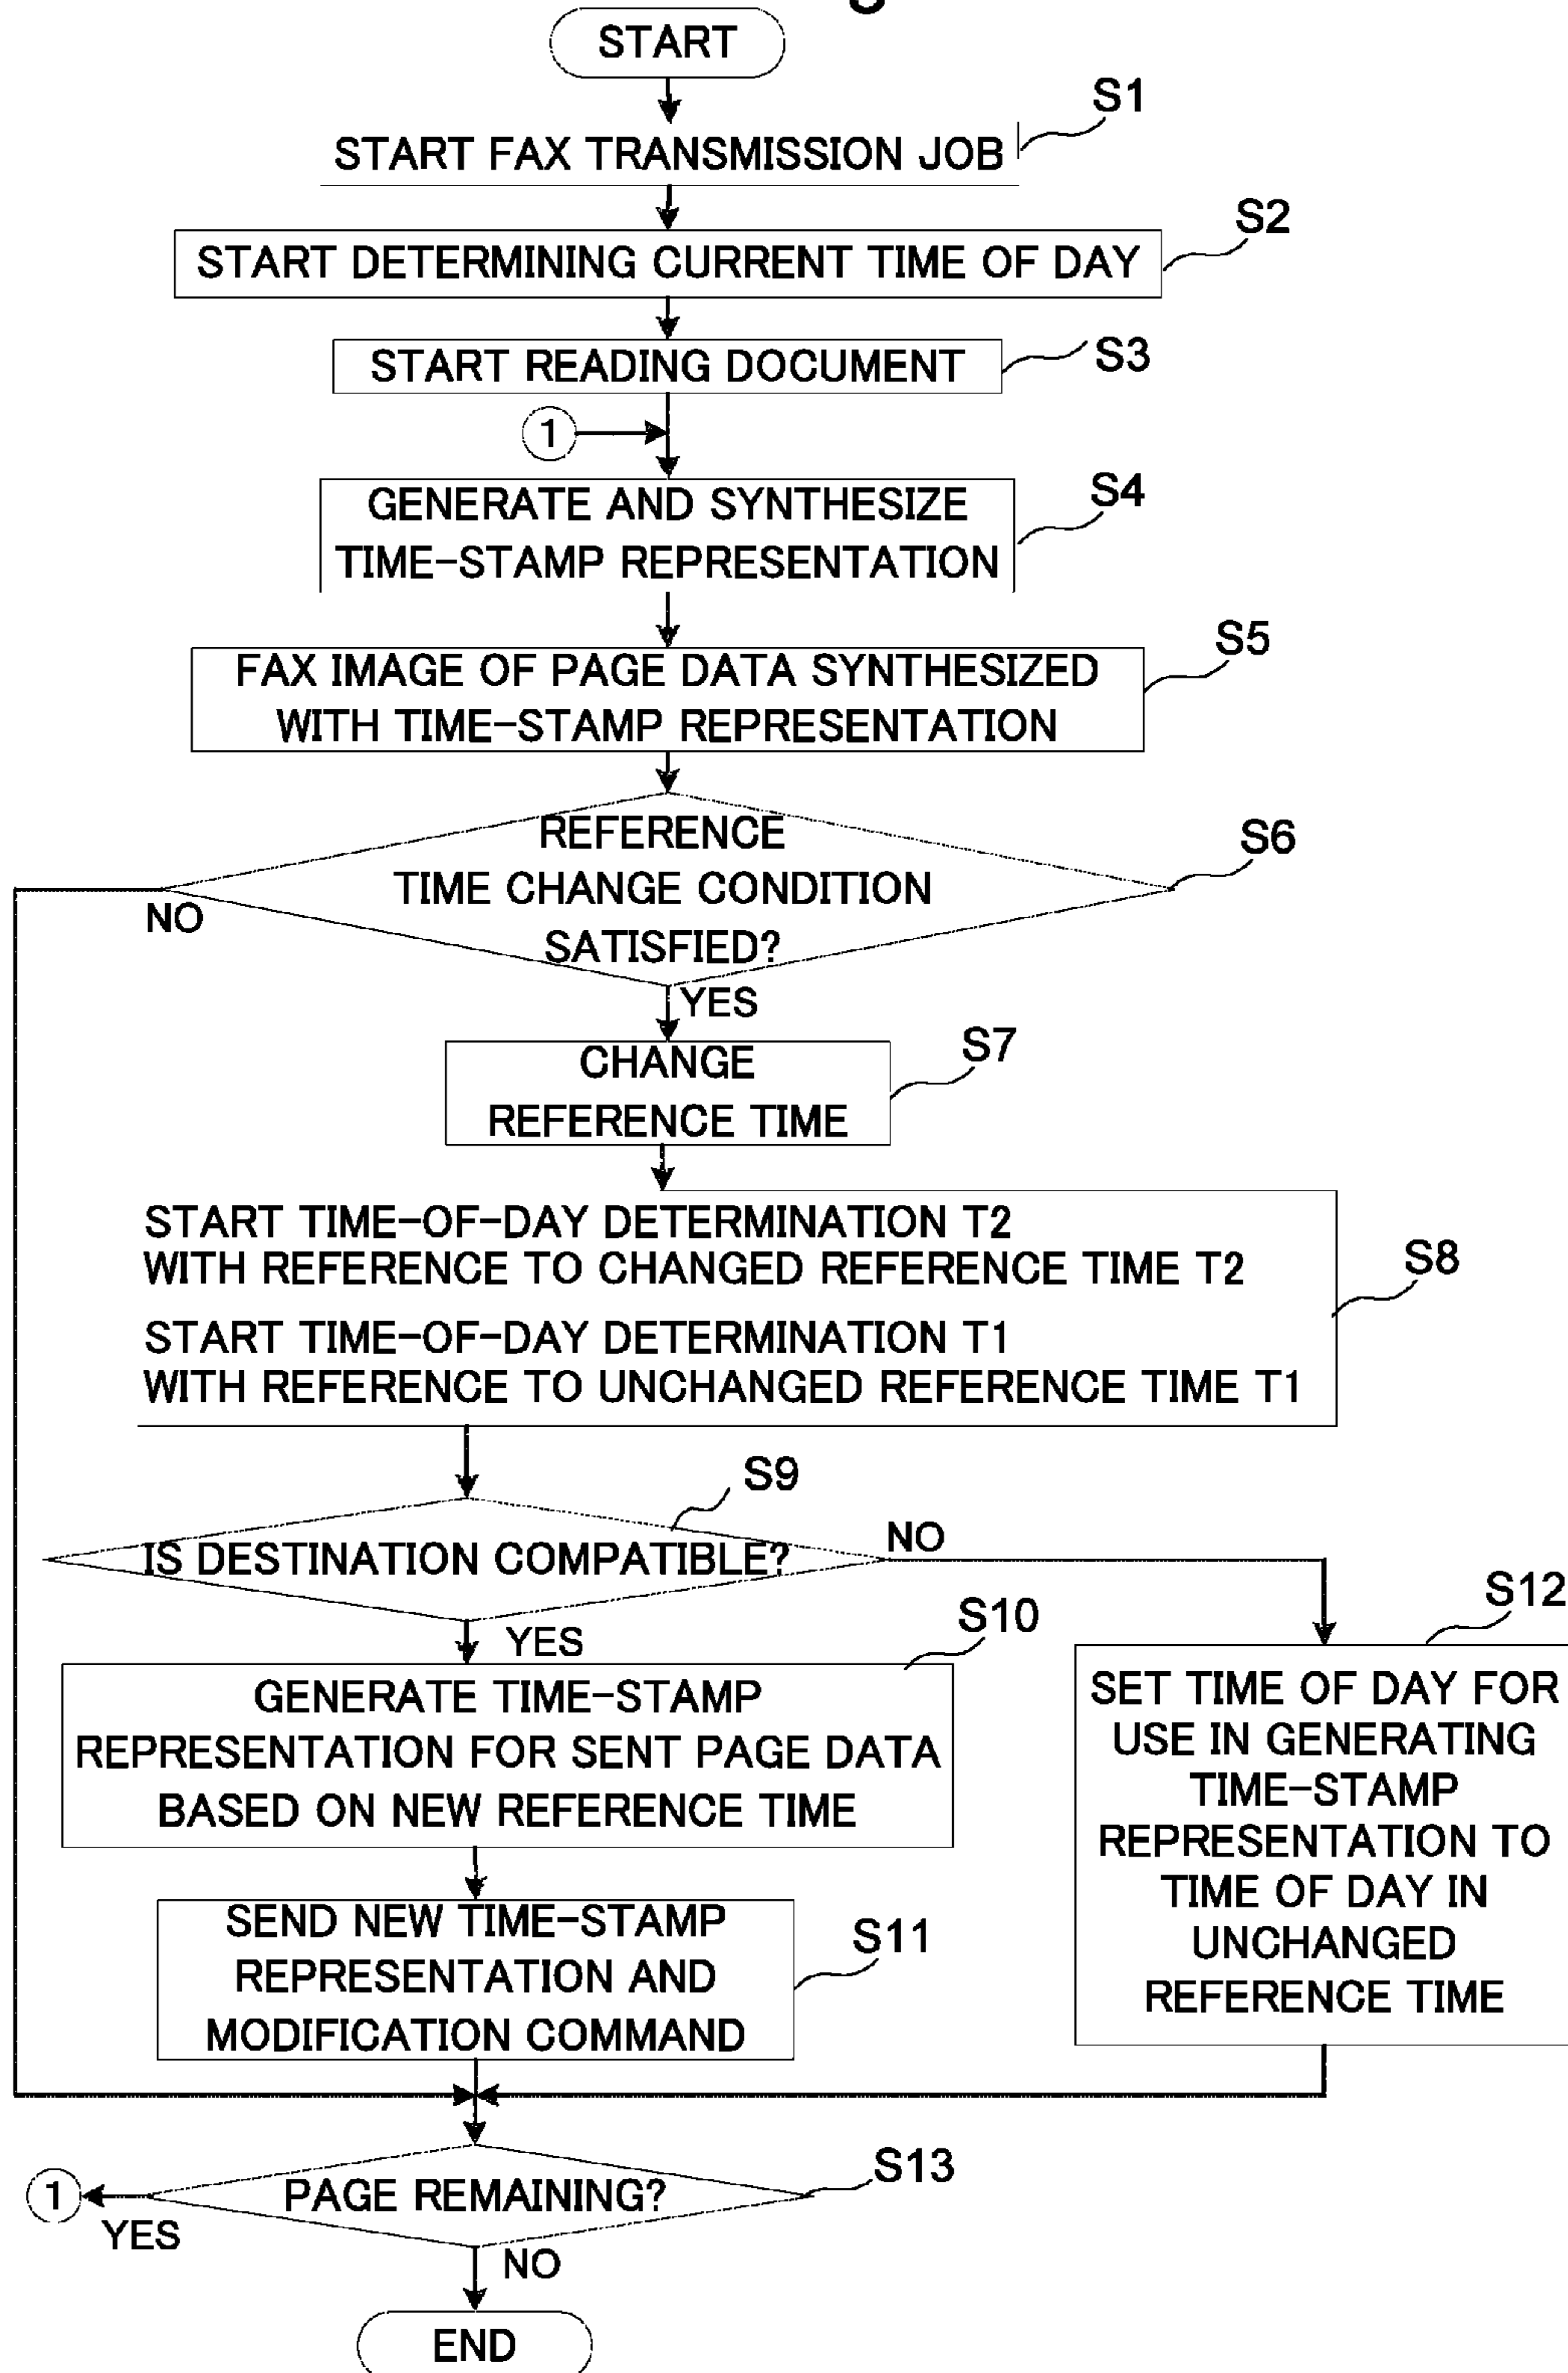 START
S1
START FAX TRANSMISSION JOB
S2
START DETERMINING CURRENT TIME OF DAY
S3
START READING DOCUMENT
1
S4
GENERATE AND SYNTHESIZE
TIME-STAMP REPRESENTATION
S5
FAX IMAGE OF PAGE DATA SYNTHESIZED
WITH TIME-STAMP REPRESENTATION
S6
REFERENCE
TIME CHANGE CONDITION
SATISFIED?
NO
YES
S7
CHANGE
REFERENCE TIME
S8
START TIME-OF-DAY DETERMINATION T2
WITH REFERENCE TO CHANGED REFERENCE TIME T2
START TIME-OF-DAY DETERMINATION T1
WITH REFERENCE TO UNCHANGED REFERENCE TIME T1
S9
IS DESTINATION COMPATIBLE?
NO
YES
S10
GENERATE TIME-STAMP
REPRESENTATION FOR SENT PAGE DATA
BASED ON NEW REFERENCE TIME
S11
SEND NEW TIME-STAMP
REPRESENTATION AND
MODIFICATION COMMAND
S12
SET TIME OF DAY FOR
USE IN GENERATING
TIME-STAMP
REPRESENTATION TO
TIME OF DAY IN
UNCHANGED
REFERENCE TIME
S13
PAGE REMAINING?
1
YES
NO
END